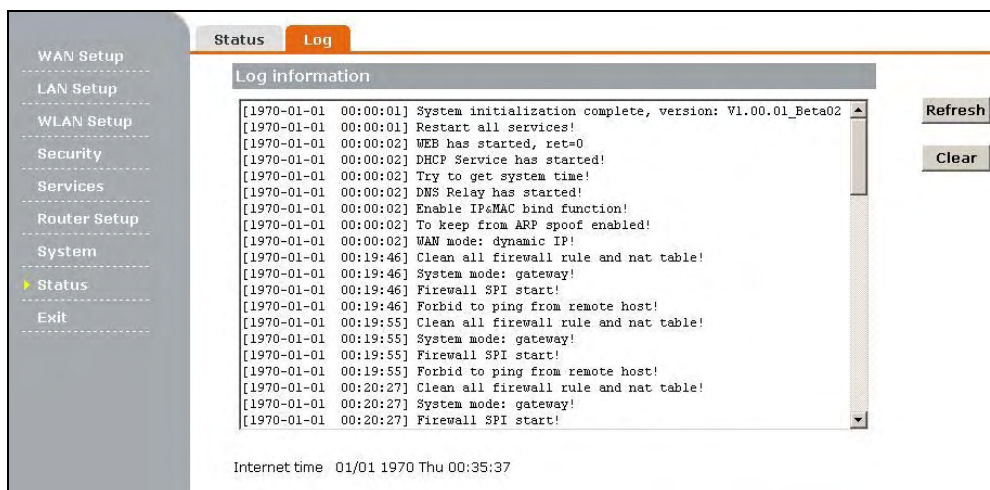 Status Log
WAN Setup
LAN Setup
WLAN Setup
Security
Services
Router Setup
System
Status
Exit
Log information
[1970-01-01 00:00:01] System initialization complete, version: V1.00.01_Beta02
[1970-01-01 00:00:01] Restart all services!
[1970-01-01 00:00:02] WEB has started, ret=0
[1970-01-01 00:00:02] DHCP Service has started!
[1970-01-01 00:00:02] Try to get system time!
[1970-01-01 00:00:02] DNS Relay has started!
[1970-01-01 00:00:02] Enable IP&MAC bind function!
[1970-01-01 00:00:02] To keep from ARP spoof enabled!
[1970-01-01 00:00:02] WAN mode: dynamic IP!
[1970-01-01 00:19:46] Clean all firewall rule and nat table!
[1970-01-01 00:19:46] System mode: gateway!
[1970-01-01 00:19:46] Firewall SPI start!
[1970-01-01 00:19:46] Forbid to ping from remote host!
[1970-01-01 00:19:55] Clean all firewall rule and nat table!
[1970-01-01 00:19:55] System mode: gateway!
[1970-01-01 00:19:55] Firewall SPI start!
[1970-01-01 00:19:55] Forbid to ping from remote host!
[1970-01-01 00:20:27] Clean all firewall rule and nat table!
[1970-01-01 00:20:27] System mode: gateway!
[1970-01-01 00:20:27] Firewall SPI start!
Refresh
Clear
Internet time 01/01 1970 Thu 00:35:37